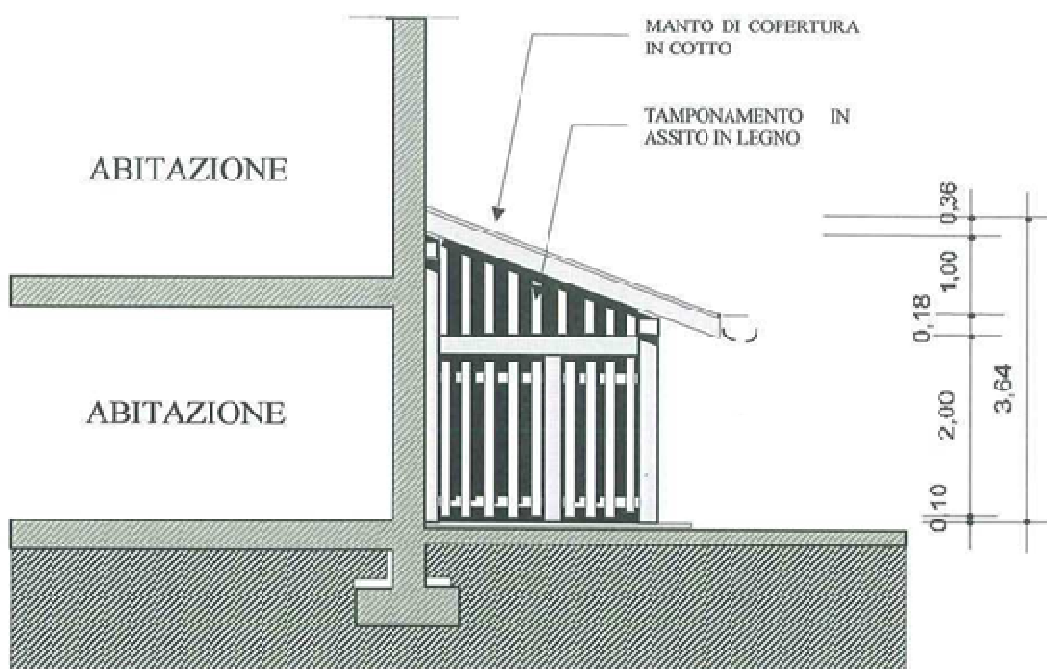 MANTO DI COPERTURA
IN COTTO
TAMPONAMENTO IN
ASSITO IN LEGNO
ABITAZIONE
ABITAZIONE
0,36
1,00
0,18
2,00
0,10
3,64